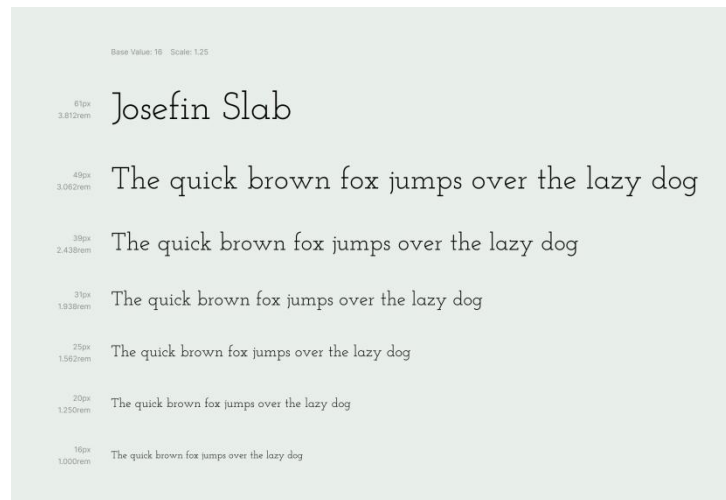 Base Value: 16 Scale: 1.25
61px
3.812rem
Josefin Slab
49px
3.062rem
The quick brown fox jumps over the lazy dog
39px
2.438rem
The quick brown fox jumps over the lazy dog
31px
1.938rem
The quick brown fox jumps over the lazy dog
25px
1.562rem
The quick brown fox jumps over the lazy dog
20px
1.250rem
The quick brown fox jumps over the lazy dog
16px
1.000rem
The quick brown fox jumps over the lazy dog